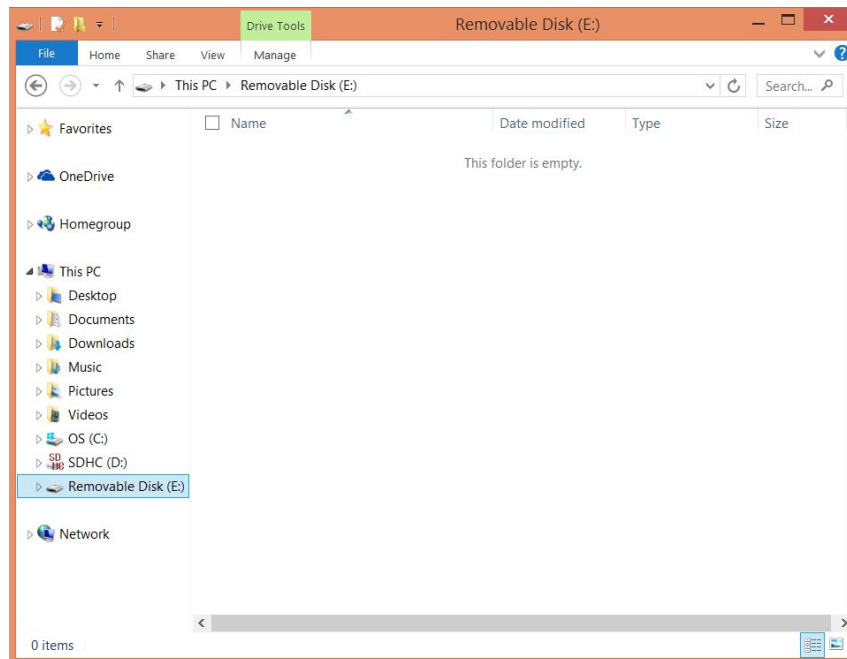 Drive Tools
Removable Disk (E:)
File Home Share View Manage
This PC Removable Disk (E:)
Search...
Name Date modified Type Size
This folder is empty.
Favorites
OneDrive
Homegroup
This PC
Desktop
Documents
Downloads
Music
Pictures
Videos
OS (C:)
SD
HC
SDHC (D:)
Removable Disk (E:)
Network
0 items